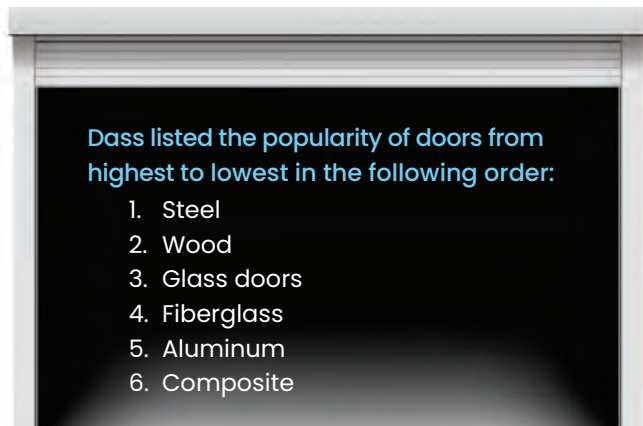 Dass listed the popularity of doors from
highest to lowest in the following order:
1. Steel
2. Wood
3. Glass doors
4. Fiberglass
5. Aluminum
6. Composite